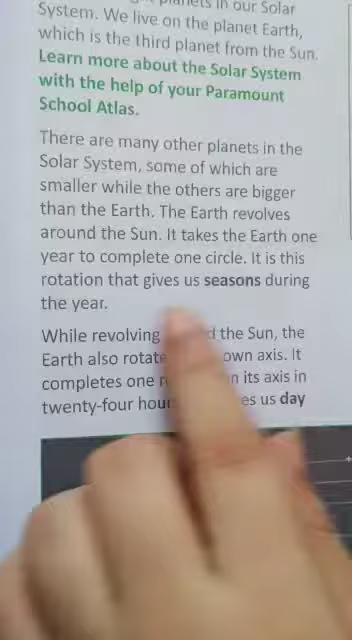 planets in our Solar
System. We live on the planet Earth,
which is the third planet from the Sun.
Learn more about the Solar System
with the help of your Paramount
School Atlas.
There are many other planets in the
Solar System, some of which are
smaller while the others are bigger
than the Earth. The Earth revolves
around the Sun. It takes the Earth one
year to complete one circle. It is this
rotation that gives us seasons during
the year.
While revolving the Sun, the
Earth also rotate own axis. It
completes one its axis in
twenty-four us day